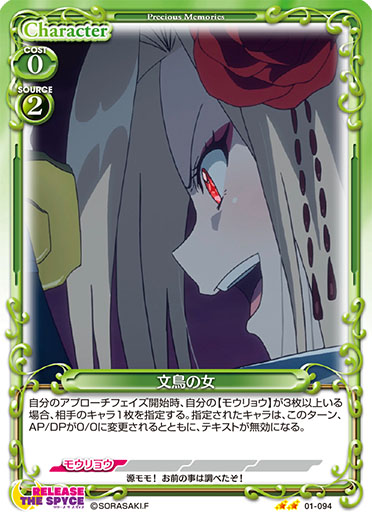 Precious Memories
Character
COST
0
SOURCE
2
文鳥の女
自分のアプローチフェイズ開始時、自分の【モウリョウ】が3枚以上いる
場合、相手のキャラ1枚を指定する。指定されたキャラは、このターン、
AP/DPが0/0に変更されるとともに、テキストが無効になる。
モウリョウ
源モモ！ お前の事は調べたぞ！
RELEASE
THE SPYCE
©SORASAKI.F
01-094